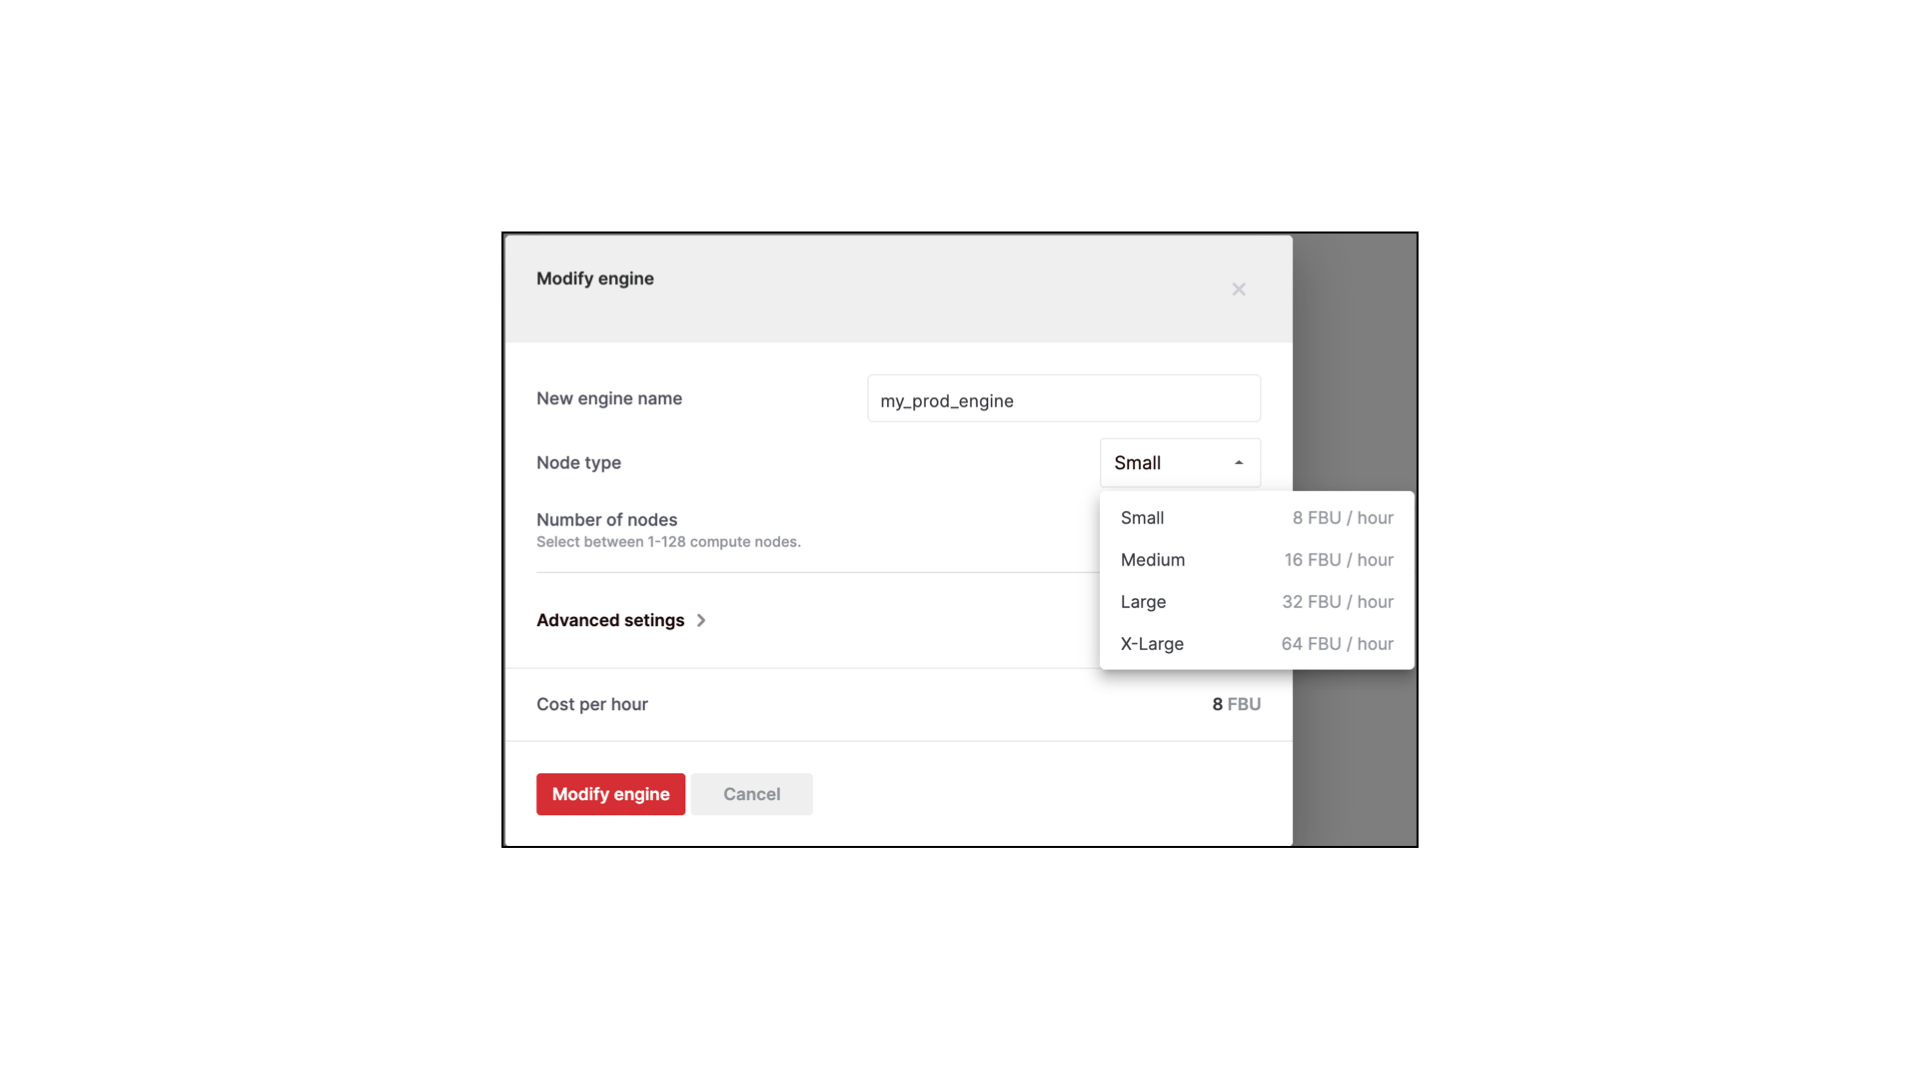 Modify engine
New engine name
my_prod_engine
Node type
Small
Number of nodes
Select between 1-128 compute nodes.
Small 8 FBU / hour
Medium 16 FBU / hour
Large 32 FBU / hour
X-Large 64 FBU / hour
Advanced setings
Cost per hour
8 FBU
Modify engine
Cancel